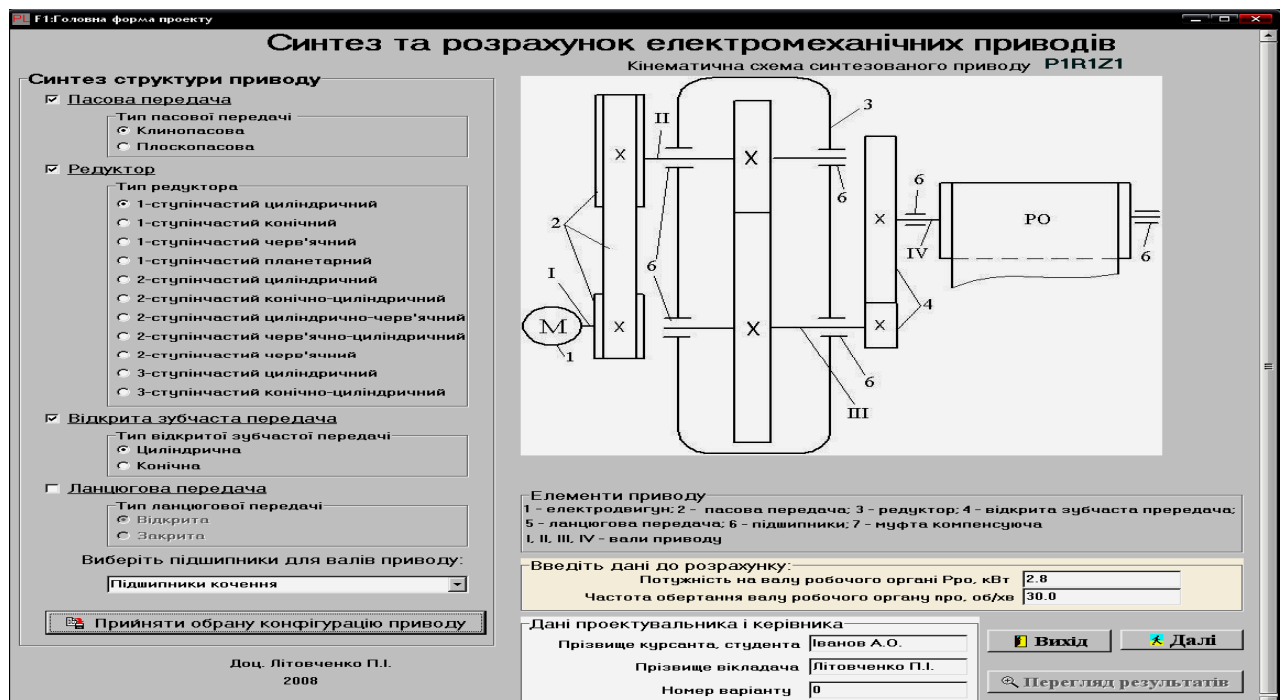 F1:Головна форма проекту
Синтез та розрахунок електромеханічних приводів
Синтез структури приводу
Пасова передача
Тип пасової передачі
Клинопасова
Плоскопасова
Редуктор
Тип редуктора
1-ступінчастий циліндричний
1-ступінчастий конічний
1-ступінчастий черв'ячний
1-ступінчастий планетарний
2-ступінчастий циліндричний
2-ступінчастий конічно-циліндричний
2-ступінчастий циліндрично-черв'ячний
2-ступінчастий черв'ячно-циліндричний
2-ступінчастий черв'ячний
3-ступінчастий циліндричний
3-ступінчастий конічно-циліндричний
Відкрита зубчаста передача
Тип відкритої зубчастої передачі
Циліндрична
Конічна
Ланцюгова передача
Тип ланцюгової передачі
Відкрита
Закрита
Виберіть підшипники для валів приводу:
Підшипники кочення
Прийняти обрану конфігурацію приводу
Доц. Літовченко П.І.
2008
Кінематична схема синтезованого приводу P1R1Z1
3
II
X
X
6
6
2
X
PO
IV
6
6
I
4
M
X
X
X
1
6
III
Елементи приводу
1 - електродвигун; 2 - пасова передача; 3 - редуктор; 4 - відкрита зубчаста прередача;
5 - ланцюгова передача; 6 - підшипники; 7 - муфта компенсуюча
I, II, III, IV - вали приводу
Введіть дані до розрахунку:
Потужність на валу робочого органі Рро, кВт 2.8
Частота обертання валу робочого органу nро, об/хв 30.0
Дані проектувальника і керівника
Прізвище курсанта, студента Іванов А.О.
Прізвище вікладача Літовченко П.І.
Номер варіанту 0
Вихід
Далі
Перегляд результатів